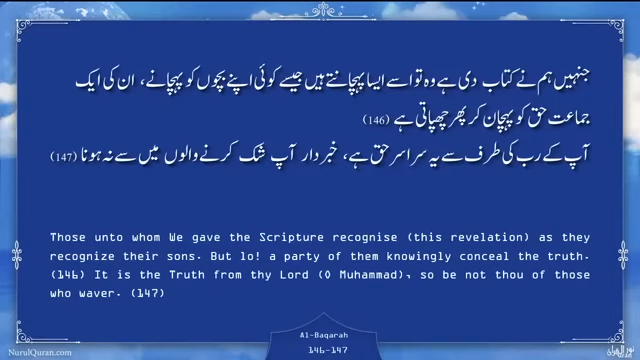 جنہیں ہم نے کتاب دی ہے وہ تو اسے ایسا پہچانتے ہیں جیسے کوئی اپنے بچوں کو پہچانے، ان کی ایک
جماعت حق کو پہچان کر پھر چھپاتی ہے (146)
آپ کے رب کی طرف سے یہ سراسر حق ہے، خبردار آپ شک کرنے والوں میں سے نہ ہونا (147)
Those unto whom We gave the Scripture recognise (this revelation) as they
recognize their sons. But lo! a party of them knowingly conceal the truth.
(146) It is the Truth from thy Lord (O Muhammad), so be not thou of those
who waver. (147)
Al-Baqarah
146-147
NurulQuran.com